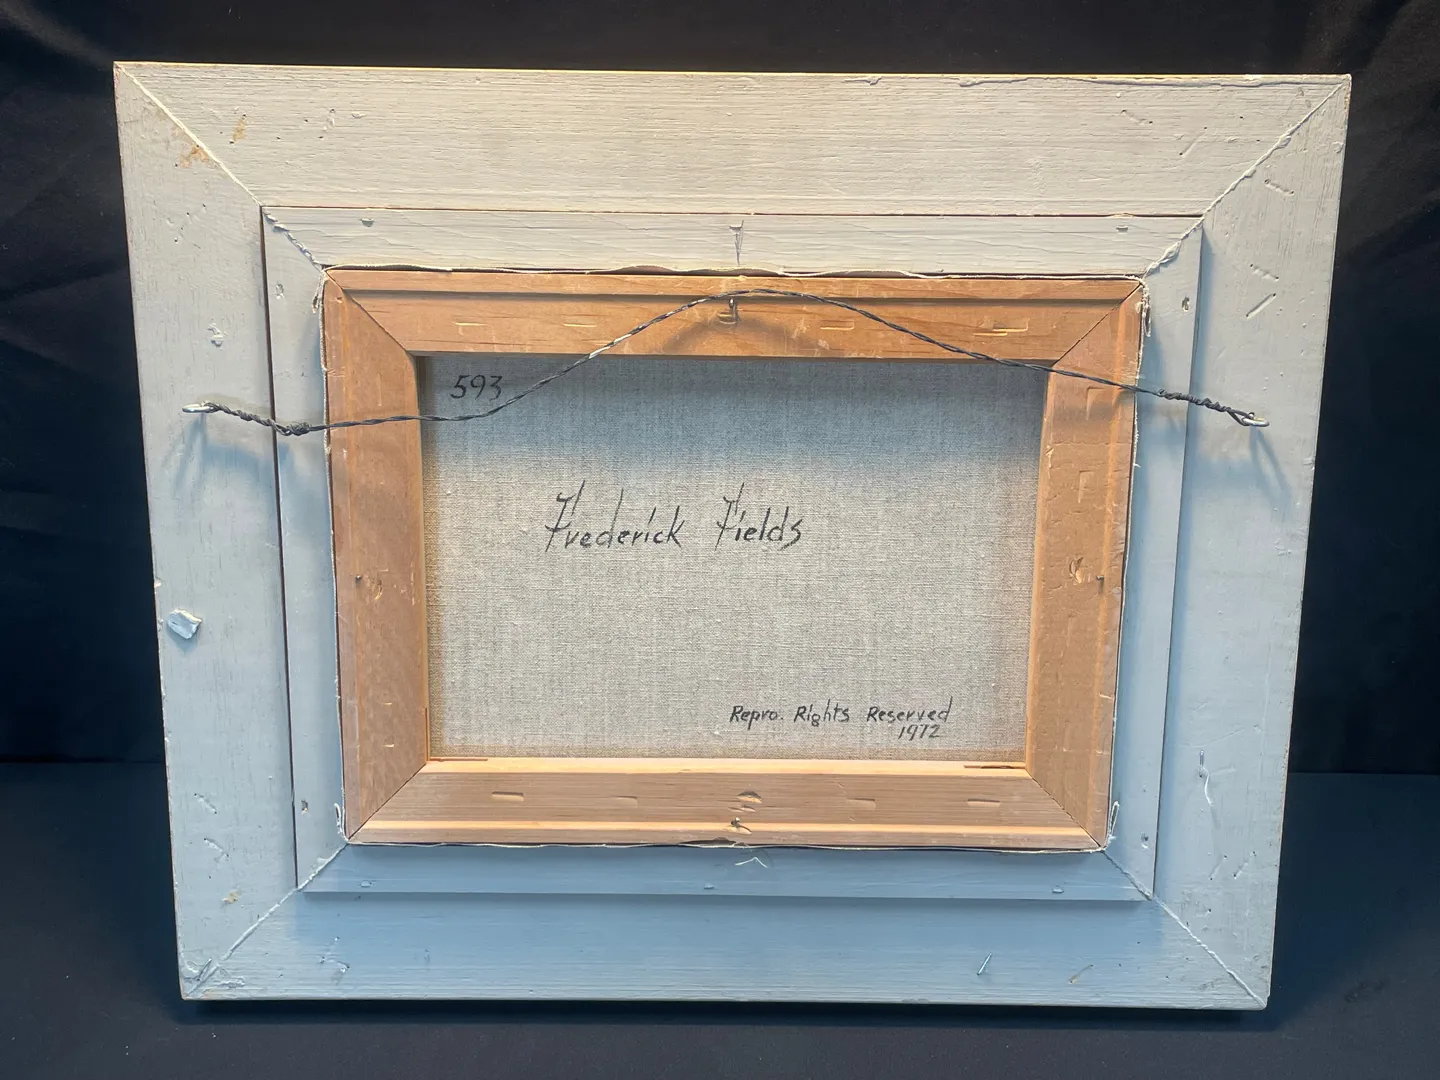 593
Frederick Fields
Repro. Rights Reserved
1972